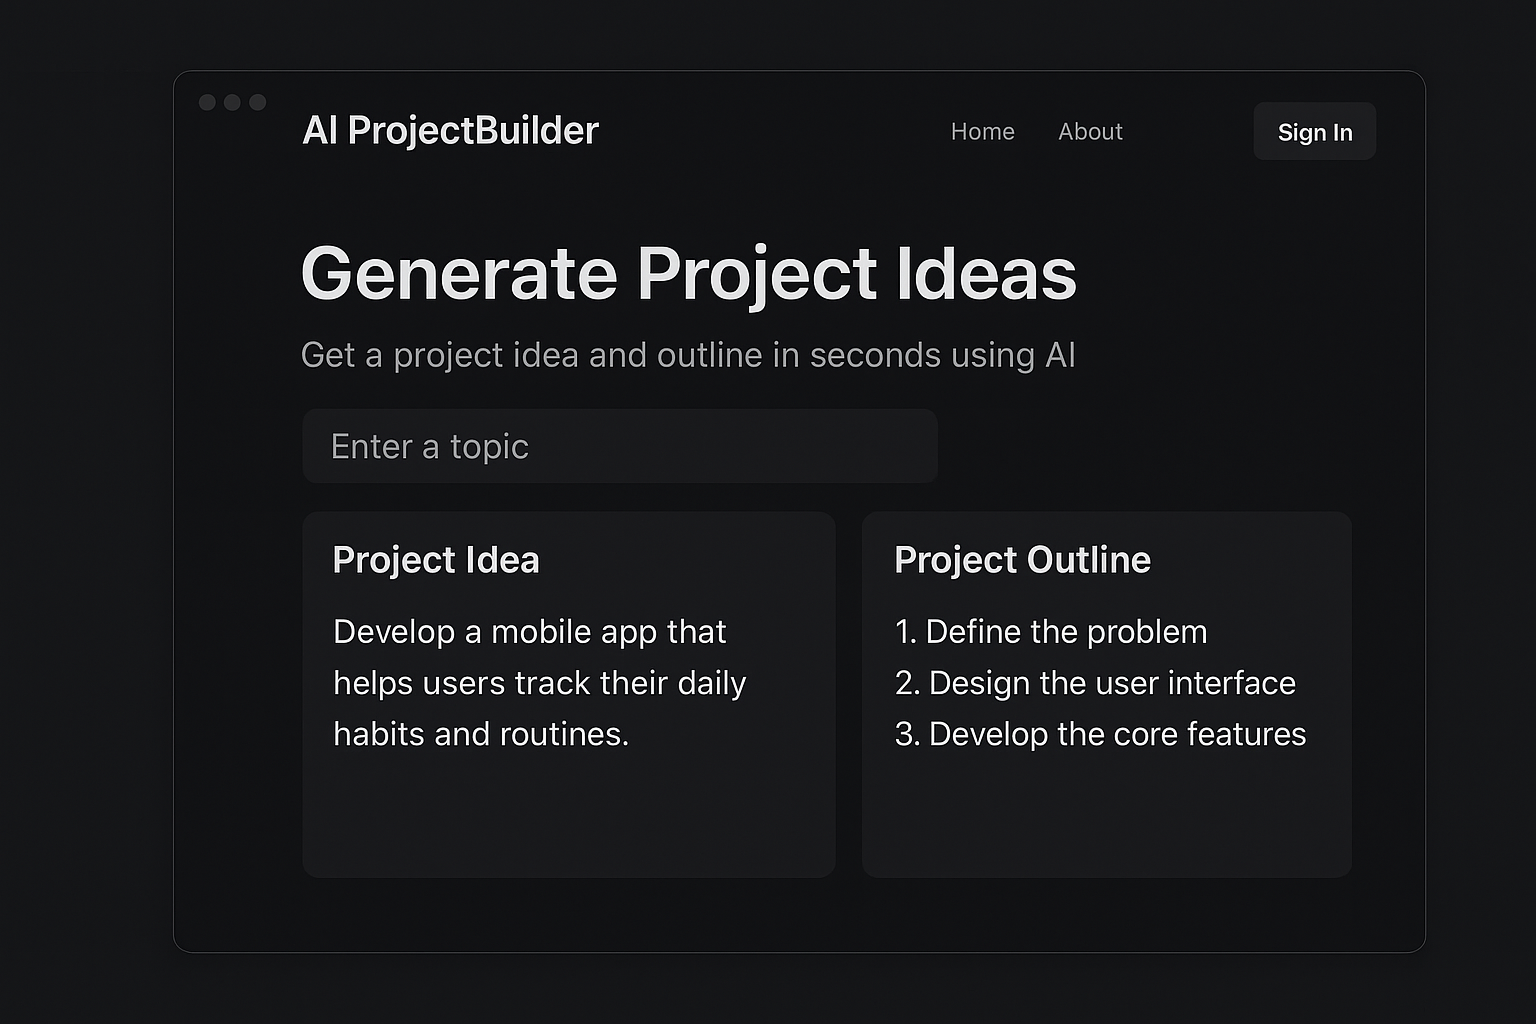 AI ProjectBuilder
Home
About
Sign In
Generate Project Ideas
Get a project idea and outline in seconds using AI
Enter a topic
Project Idea
Develop a mobile app that
helps users track their daily
habits and routines.
Project Outline
1. Define the problem
2. Design the user interface
3. Develop the core features